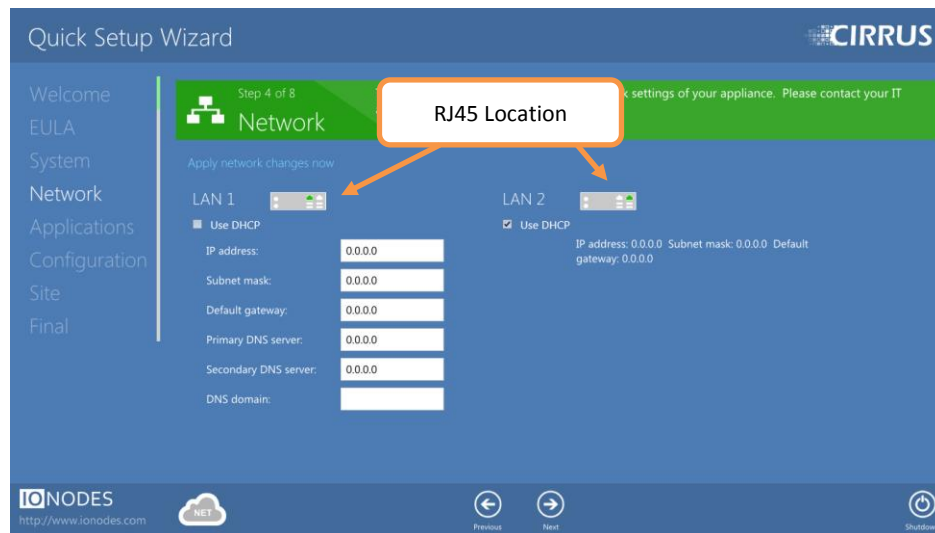 Quick Setup Wizard
CIRRUS
Welcome
EULA
System
Network
Applications
Configuration
Site
Final
Step 4 of 8
Network
settings of your appliance. Please contact your IT
RJ45 Location
Apply network changes now
LAN 1
Use DHCP
IP address: 0.0.0.0
Subnet mask: 0.0.0.0
Default gateway: 0.0.0.0
Primary DNS server: 0.0.0.0
Secondary DNS server: 0.0.0.0
DNS domain:
LAN 2
Use DHCP
IP address: 0.0.0.0 Subnet mask: 0.0.0.0 Default
gateway: 0.0.0.0
IONODES
http://www.ionodes.com
NET
Previous
Next
Shutdow